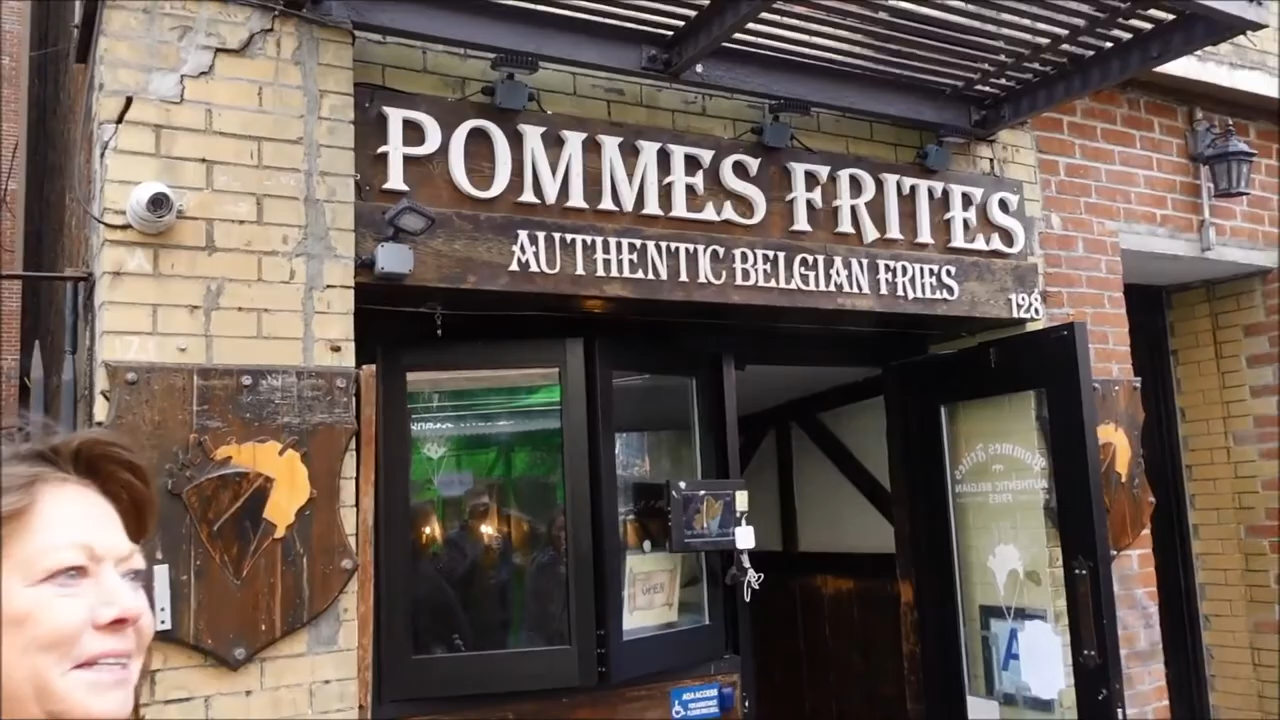 POMMES FRITES
AUTHENTIC BELGIAN FRIES
128
Pommes Frites
AUTHENTIC BELGIAN
FRIES
OPEN
A
ADA ACCESS